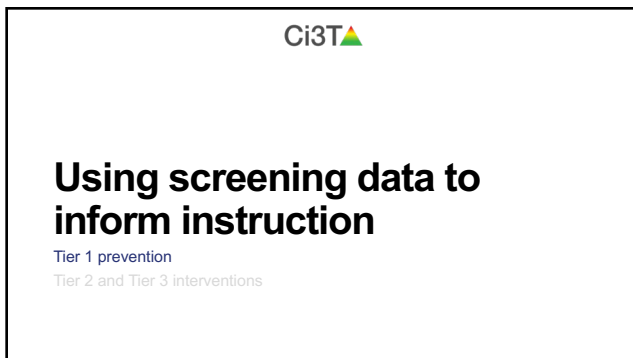 Ci3T
Using screening data to
inform instruction
Tier 1 prevention
Tier 2 and Tier 3 interventions